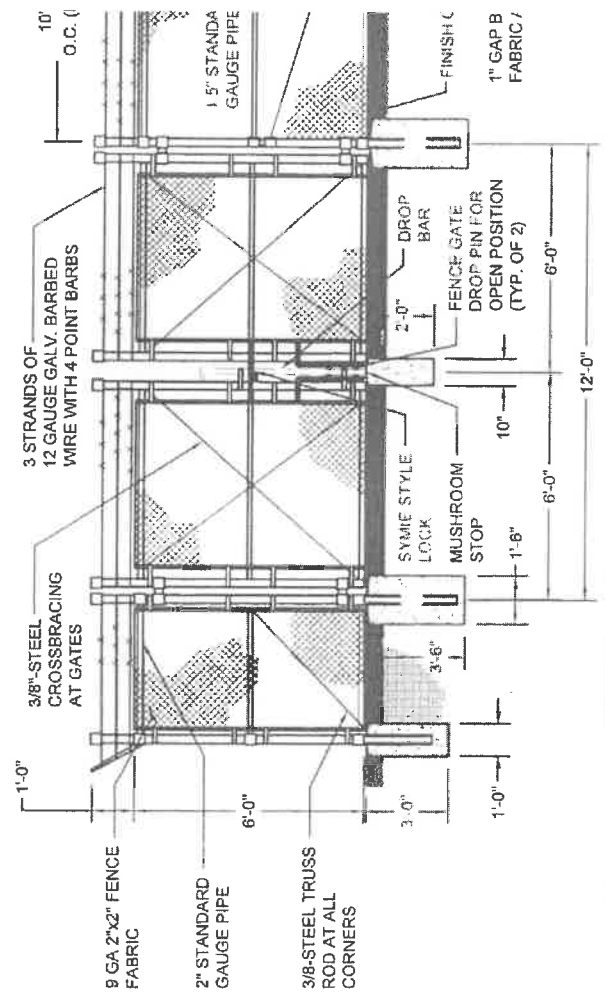 10'
O.C. (
1 5" STANDA
GAUGE PIPE
FINISH
1" GAP B
FABRIC
3 STRANDS OF
12 GAUGE GALV. BARBED
WIRE WITH 4 POINT BARBS
DROP
BAR
FENCE GATE
DROP PIN FOR
OPEN POSITION
(TYP. OF 2)
2'-0"
6'-0"
12'-0"
10"
3/8"-STEEL
CROSSBRACING
AT GATES
SYMIE STYLE
LOCK
MUSHROOM
STOP
6'-0"
1'-6"
3'-6"
1'-0"
6'-0"
3-0"
1'-0"
9 GA 2"x2" FENCE
FABRIC
2" STANDARD
GAUGE PIPE
3/8-STEEL TRUSS
ROD AT ALL
CORNERS